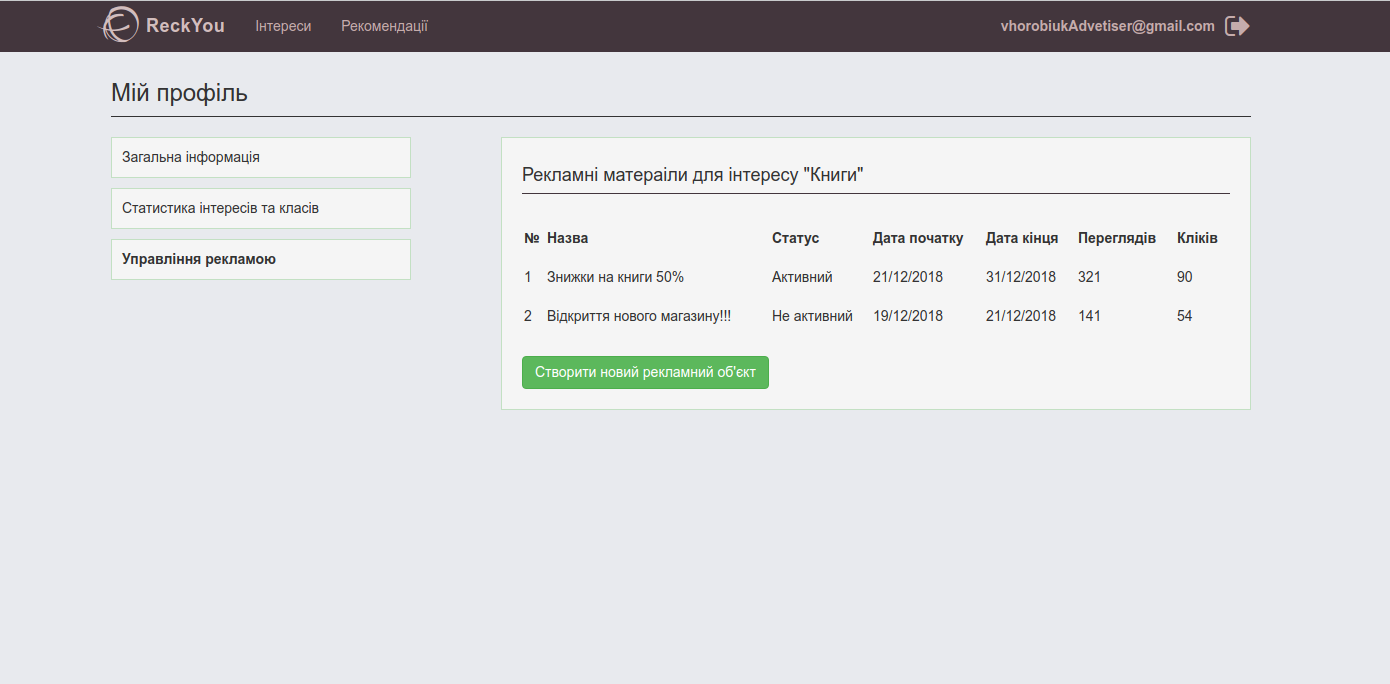 ReckYou Інтереси Рекомендації vhorobiukAdvetiser@gmail.com
Мій профіль
Загальна інформація
Статистика інтересів та класів
Управління рекламою
Рекламні матераіли для інтересу "Книги"
№ Назва Статус Дата початку Дата кінця Переглядів Кліків
1 Знижки на книги 50% Активний 21/12/2018 31/12/2018 321 90
2 Відкриття нового магазину!!! Не активний 19/12/2018 21/12/2018 141 54
Створити новий рекламний об'єкт